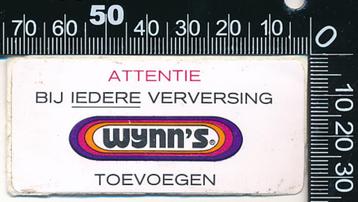 70 60 50 40 30 20 10 0
ATTENTIE
BIJ IEDERE VERVERSING
WYNN'S®
TOEVOEGEN
10
20
30